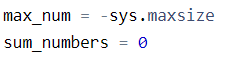 max_num = -sys.maxsize
sum_numbers = 0